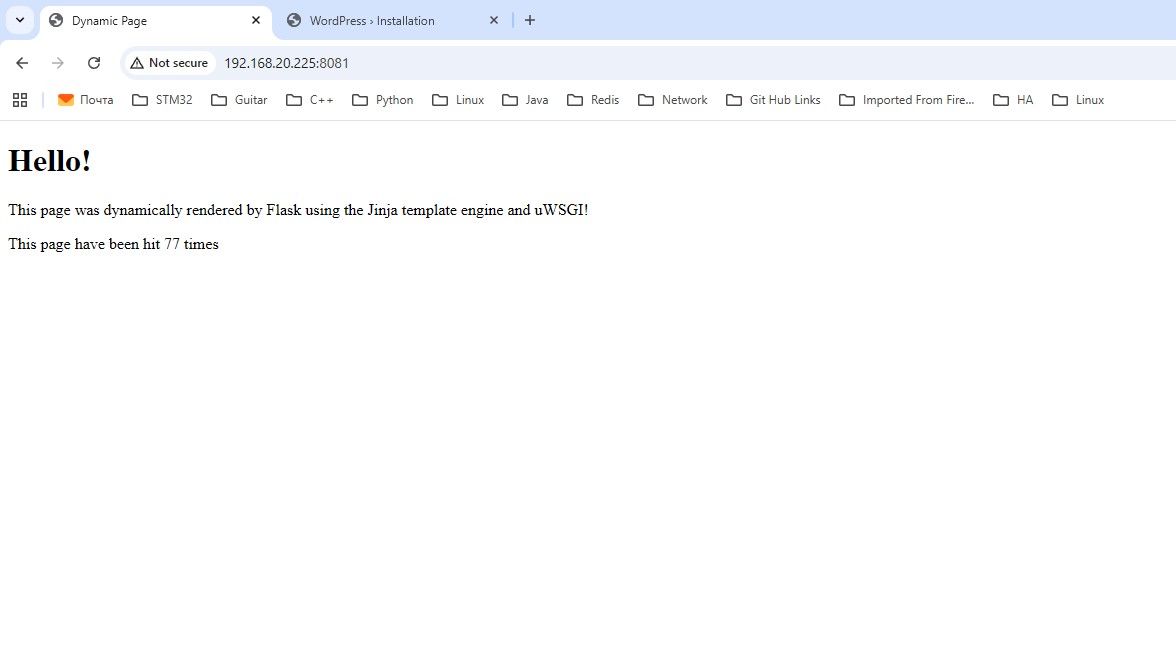 Dynamic Page
WordPress › Installation
Not secure 192.168.20.225:8081
Почта STM32 Guitar C++ Python Linux Java Redis Network Git Hub Links Imported From Fire... HA Linux
Hello!
This page was dynamically rendered by Flask using the Jinja template engine and uWSGI!
This page have been hit 77 times